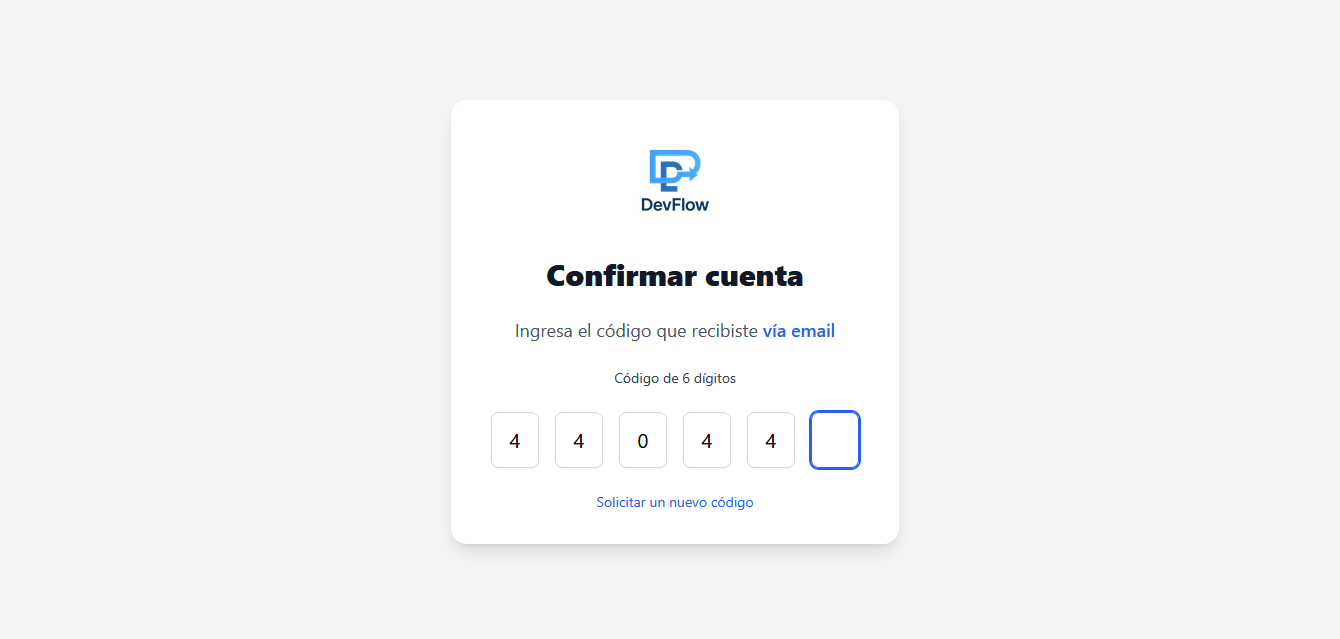 DevFlow
Confirmar cuenta
Ingresa el código que recibiste vía email
Código de 6 dígitos
4 4 0 4 4
Solicitar un nuevo código